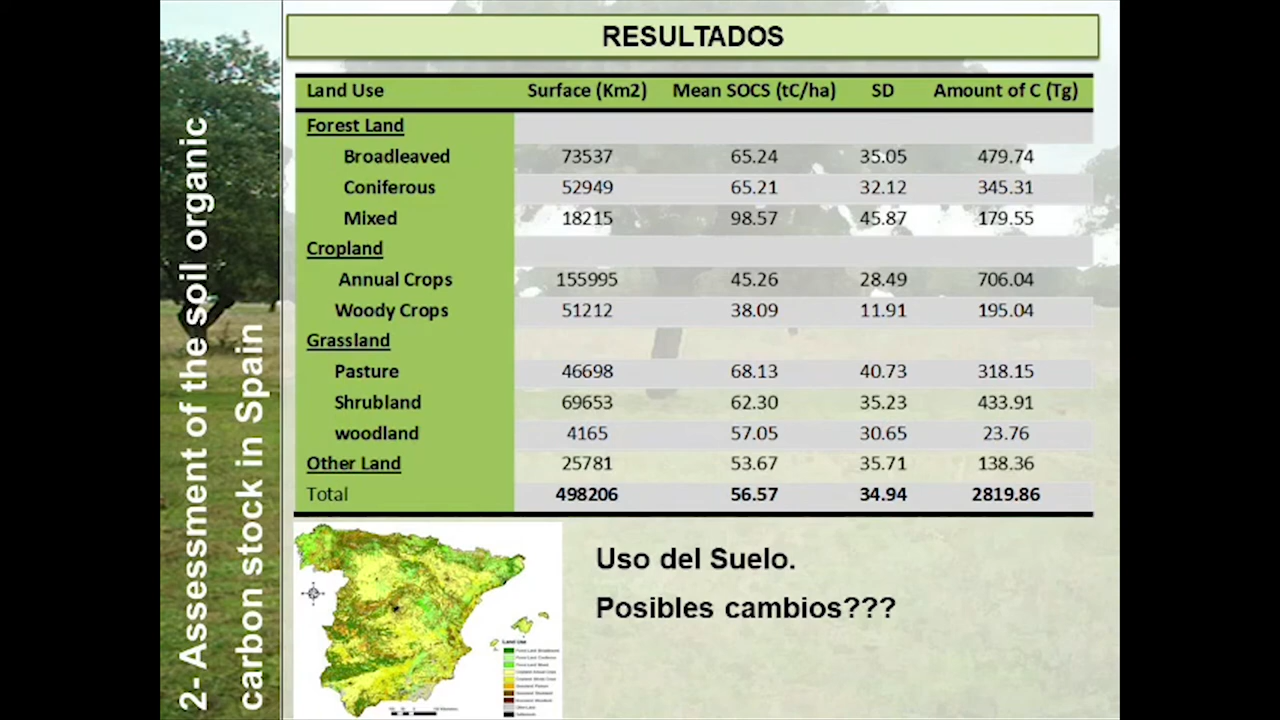 2- Assessment of the soil organic
carbon stock in Spain
RESULTADOS
Land Use Surface (Km2) Mean SOCS (tC/ha) SD Amount of C (Tg)
Forest Land
Broadleaved 73537 65.24 35.05 479.74
Coniferous 52949 65.21 32.12 345.31
Mixed 18215 98.57 45.87 179.55
Cropland
Annual Crops 155995 45.26 28.49 706.04
Woody Crops 51212 38.09 11.91 195.04
Grassland
Pasture 46698 68.13 40.73 318.15
Shrubland 69653 62.30 35.23 433.91
woodland 4165 57.05 30.65 23.76
Other Land 25781 53.67 35.71 138.36
Total 498206 56.57 34.94 2819.86
Uso del Suelo.
Posibles cambios???
Land Use